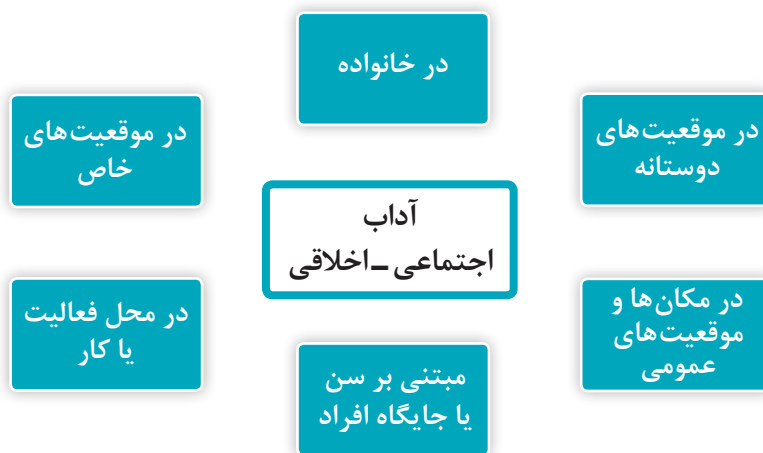 در خانواده
در موقعیت‌های
دوستانه
در موقعیت‌های
خاص
آداب
اجتماعی ـ اخلاقی
در مکان‌ها و
موقعیت‌های
عمومی
در محل فعالیت
یا کار
مبتنی بر سن
یا جایگاه افراد